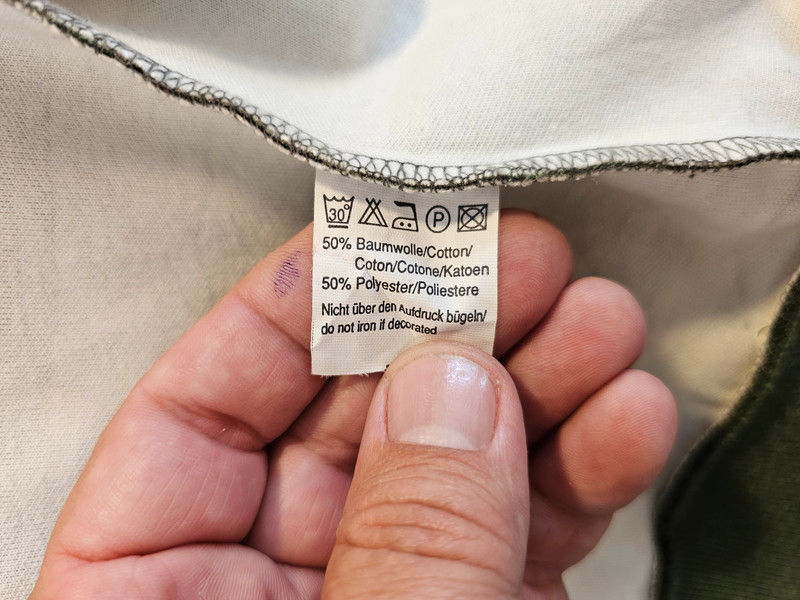 30°
P
50% Baumwolle/Cotton/
Coton/Cotone/Katoen
50% Polyester/Poliestere
Nicht über den Aufdruck bügeln/
do not iron if decorated